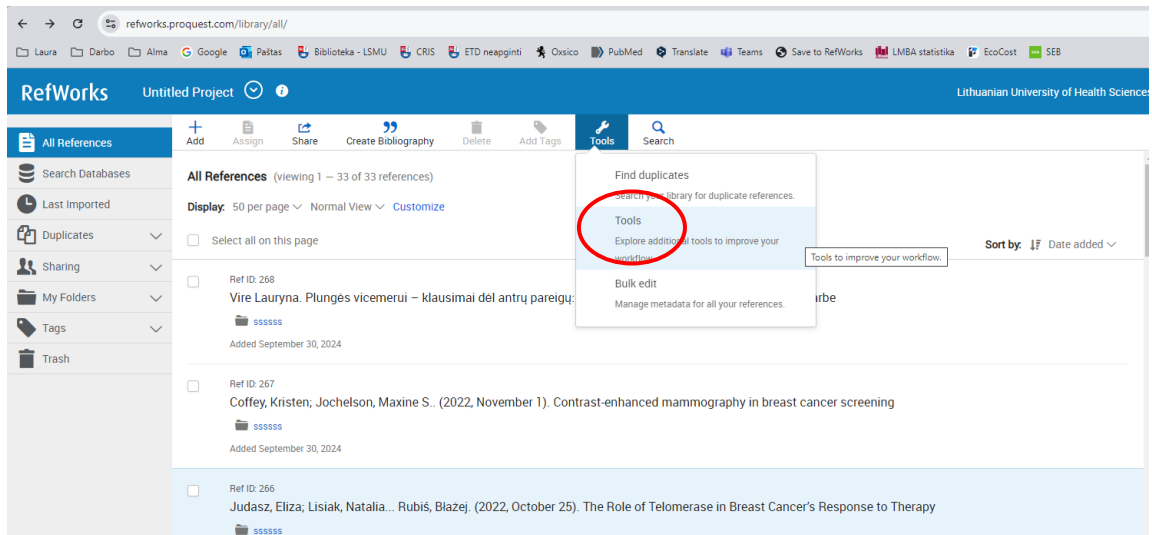 refworks.proquest.com/library/all/
Laura Darbo Alma Google Paštas Biblioteka - LSMU CRIS ETD neapginti Oxsico PubMed Translate Teams Save to RefWorks LMBA statistika EcoCost SEB
RefWorks Untitled Project Lithuanian University of Health Sciences
Add Assign Share Create Bibliography Delete Add Tags Tools Search
All References
Search Databases
Last Imported
Duplicates
Sharing
My Folders
Tags
Trash
All References (viewing 1 – 33 of 33 references)
Display: 50 per page Normal View Customize
Select all on this page
Sort by: Date added
Find duplicates
Search your library for duplicate references.
Tools
Explore additional tools to improve your
workflow.
Tools to improve your workflow.
Bulk edit
Manage metadata for all your references.
Ref ID: 268
Vire Lauryna. Plungės vicemerui – klausimai dėl antrų pareigų:
ssssss
Added September 30, 2024
Ref ID: 267
Coffey, Kristen; Jochelson, Maxine S.. (2022, November 1). Contrast-enhanced mammography in breast cancer screening
ssssss
Added September 30, 2024
Ref ID: 266
Judasz, Eliza; Lisiak, Natalia... Rubiś, Błażej. (2022, October 25). The Role of Telomerase in Breast Cancer's Response to Therapy
ssssss